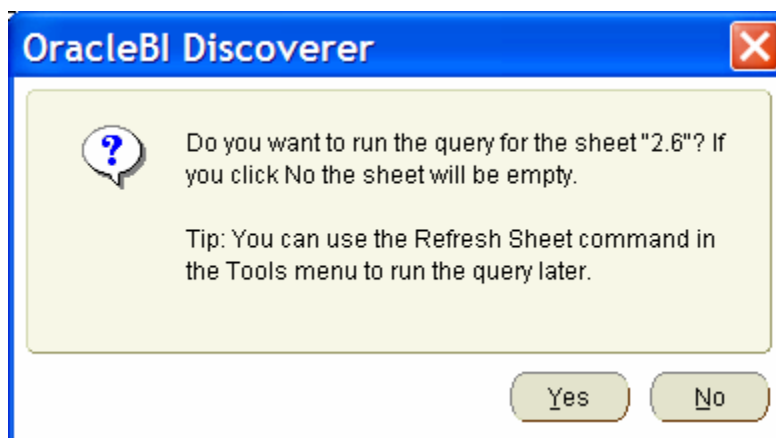 OracleBI Discoverer
Do you want to run the query for the sheet "2.6"? If
you click No the sheet will be empty.
Tip: You can use the Refresh Sheet command in
the Tools menu to run the query later.
Yes
No